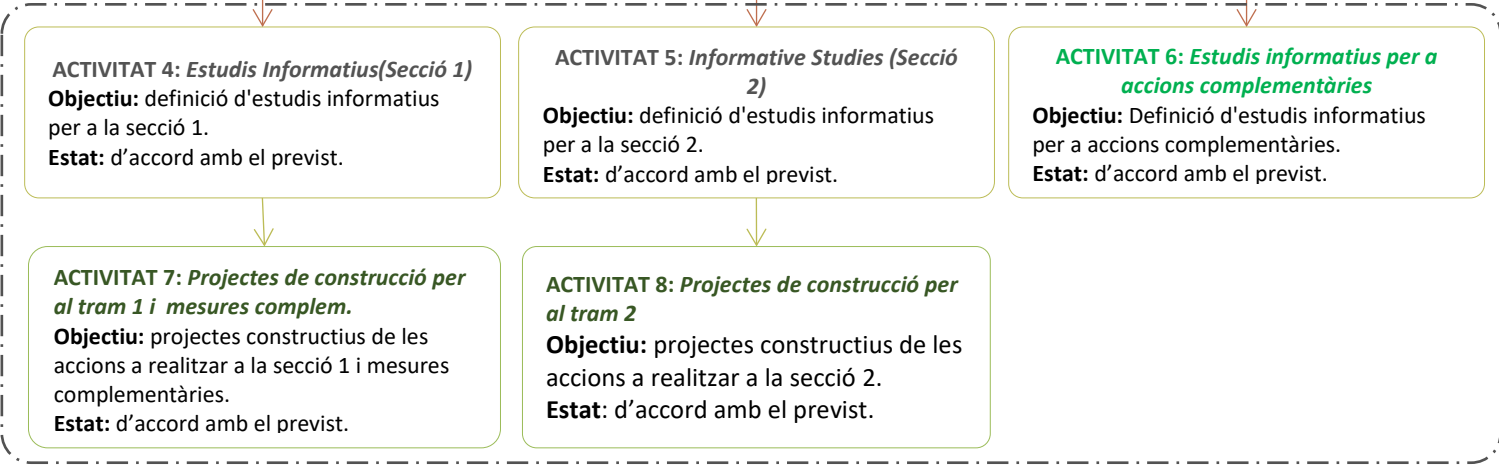 ACTIVITAT 4: Estudis Informatius(Secció 1)
Objectiu: definició d'estudis informatius
per a la secció 1.
Estat: d’accord amb el previst.
ACTIVITAT 5: Informative Studies (Secció
2)
Objectiu: definició d'estudis informatius
per a la secció 2.
Estat: d’accord amb el previst.
ACTIVITAT 6: Estudis informatius per a
accions complementàries
Objectiu: Definició d'estudis informatius
per a accions complementàries.
Estat: d’accord amb el previst.
ACTIVITAT 7: Projectes de construcció per
al tram 1 i mesures complem.
Objectiu: projectes constructius de les
accions a realitzar a la secció 1 i mesures
complementàries.
Estat: d’accord amb el previst.
ACTIVITAT 8: Projectes de construcció per
al tram 2
Objectiu: projectes constructius de les
accions a realitzar a la secció 2.
Estat: d’accord amb el previst.